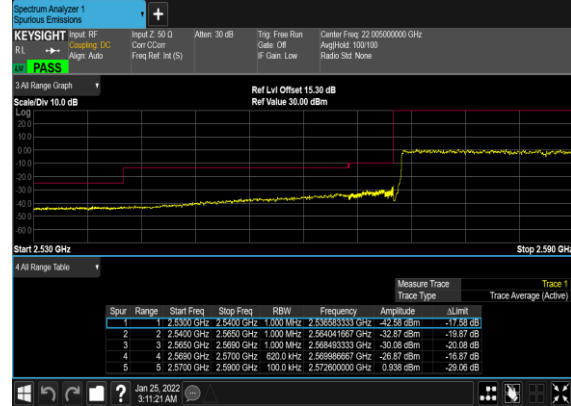 Spectrum Analyzer 1
Spurious Emissions
KEYSIGHT Input: RF Input Z: 50 Ω Atten: 30 dB Trig: Free Run Center Freq: 22.005000000 GHz
R L Coupling: DC Corr CCorr Gate: Off Avg|Hold: 100/100
Align: Auto Freq Ref: Int (S) IF Gain: Low Radio Std: None
PASS
3 All Range Graph
Ref Lvl Offset 15.30 dB
Scale/Div 10.0 dB Ref Value 30.00 dBm
Log
20.0
10.0
0.00
-10.0
-20.0
-30.0
-40.0
-50.0
-60.0
Start 2.530 GHz Stop 2.590 GHz
4 All Range Table
Measure Trace Trace 1
Trace Type Trace Average (Active)
Spur Range Start Freq Stop Freq RBW Frequency Amplitude ΔLimit
1 1 2.5300 GHz 2.5400 GHz 1.000 MHz 2.536583333 GHz -42.58 dBm -17.58 dB
2 2 2.5400 GHz 2.5650 GHz 1.000 MHz 2.564041667 GHz -32.87 dBm -19.87 dB
3 3 2.5650 GHz 2.5690 GHz 1.000 MHz 2.568493333 GHz -30.08 dBm -20.08 dB
4 4 2.5690 GHz 2.5700 GHz 620.0 kHz 2.569986667 GHz -26.87 dBm -16.87 dB
5 5 2.5700 GHz 2.5900 GHz 100.0 kHz 2.572600000 GHz 0.938 dBm -29.06 dB
?
Jan 25, 2022
3:11:21 AM